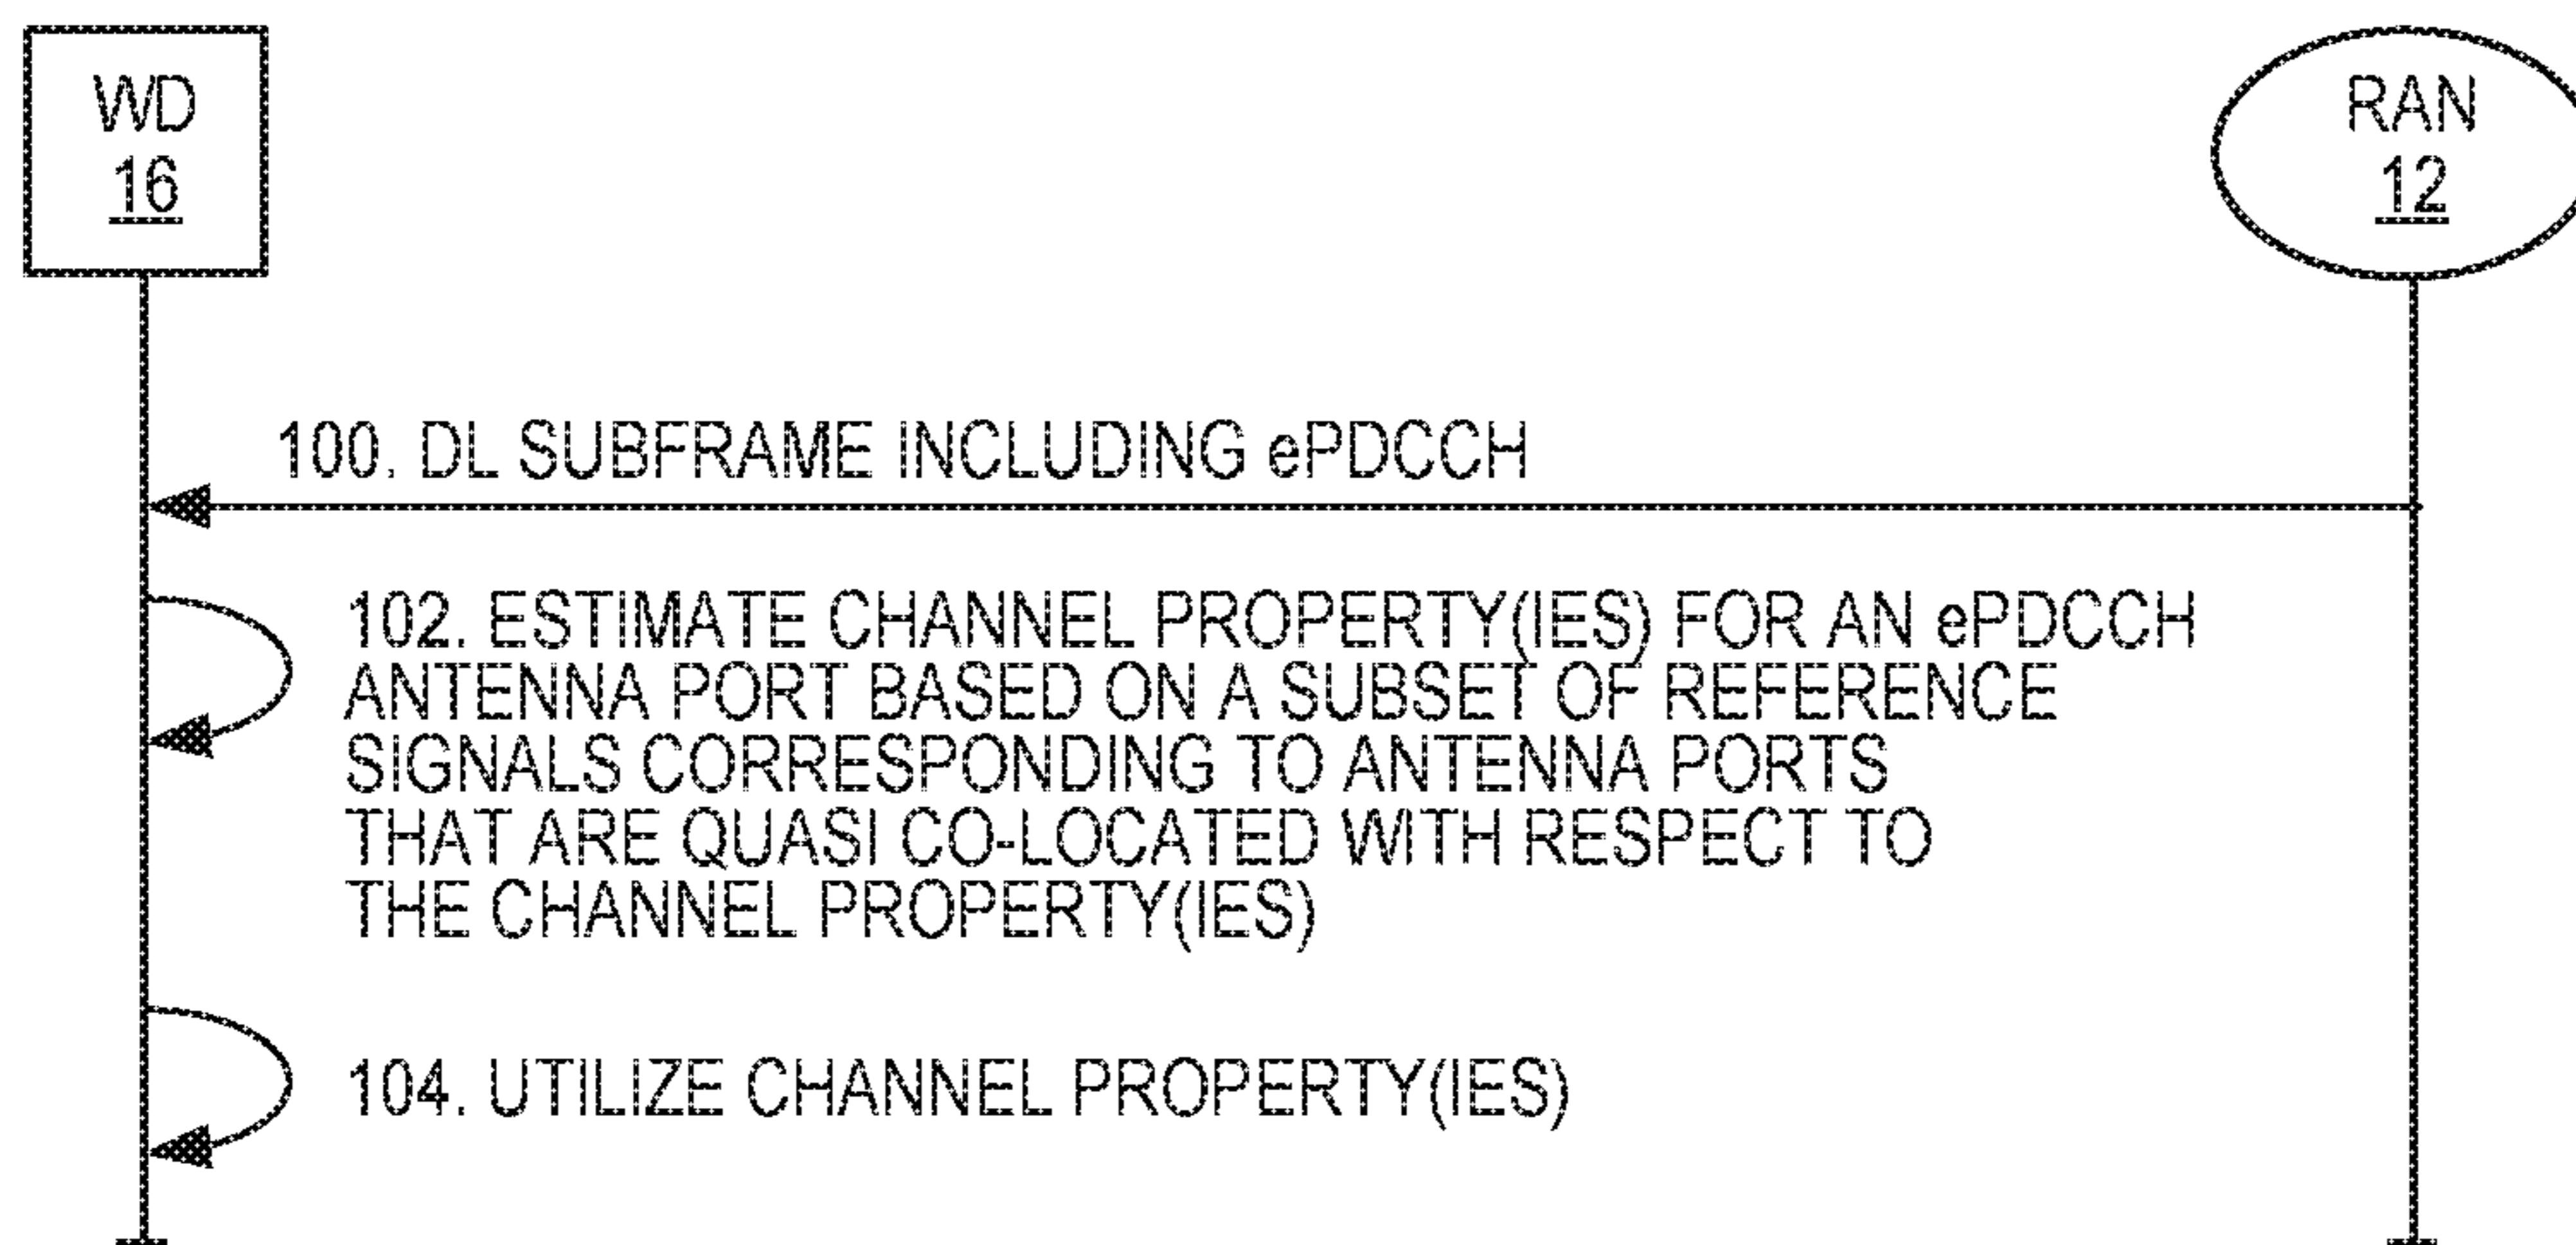 WD
16
RAN
12
100. DL SUBFRAME INCLUDING ePDCCH
102. ESTIMATE CHANNEL PROPERTY(IES) FOR AN ePDCCH
ANTENNA PORT BASED ON A SUBSET OF REFERENCE
SIGNALS CORRESPONDING TO ANTENNA PORTS
THAT ARE QUASI CO-LOCATED WITH RESPECT TO
THE CHANNEL PROPERTY(IES)
104. UTILIZE CHANNEL PROPERTY(IES)